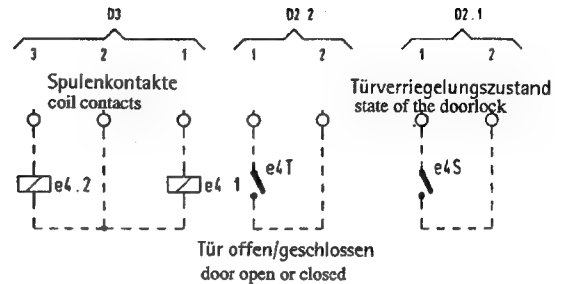 D3 D2 2 D2.1
3 2 1 1 2 1 2
Spulenkontakte
coil contacts
Türverriegelungszustand
state of the doorlock
e4.2 e4 1 e4T e4S
Tür offen/geschlossen
door open or closed